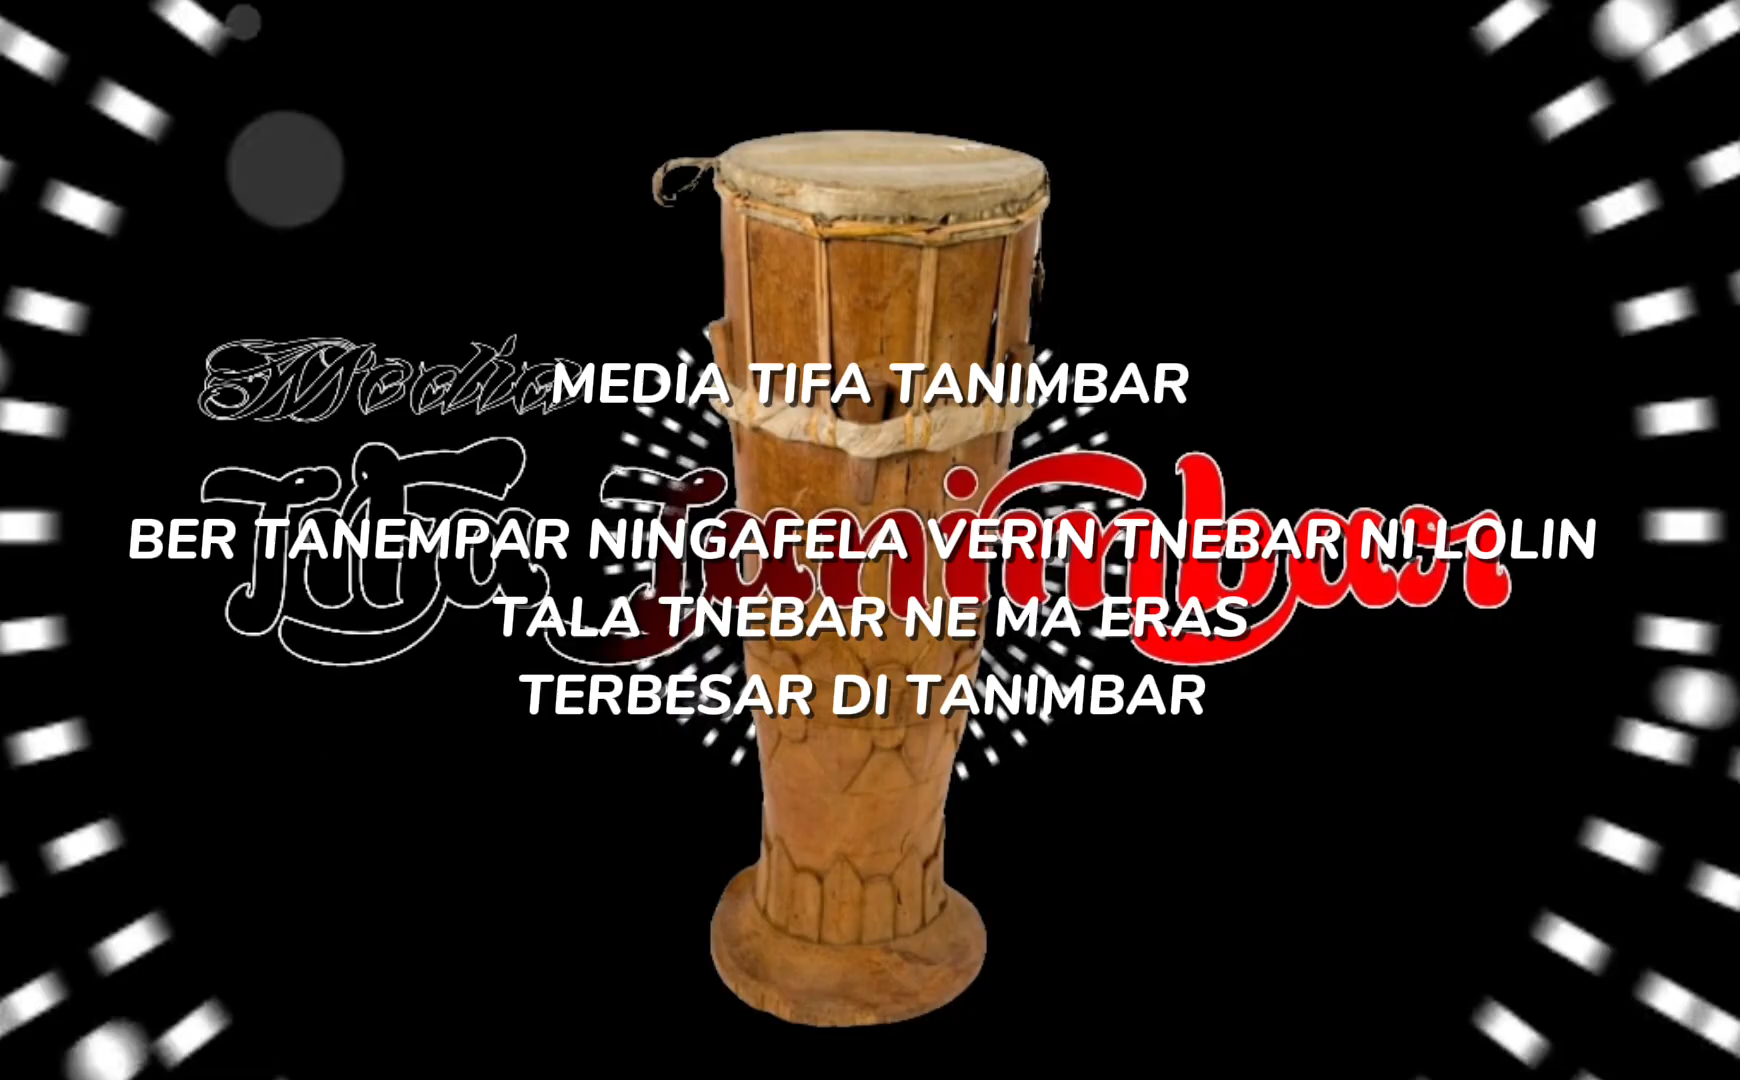 Media
MEDIA TIFA TANIMBAR
Tifa Tanimbar
BER TANEMPAR NINGAFELA VERIN TNEBAR NI LOLIN
TALA TNEBAR NE MA ERAS
TERBESAR DI TANIMBAR